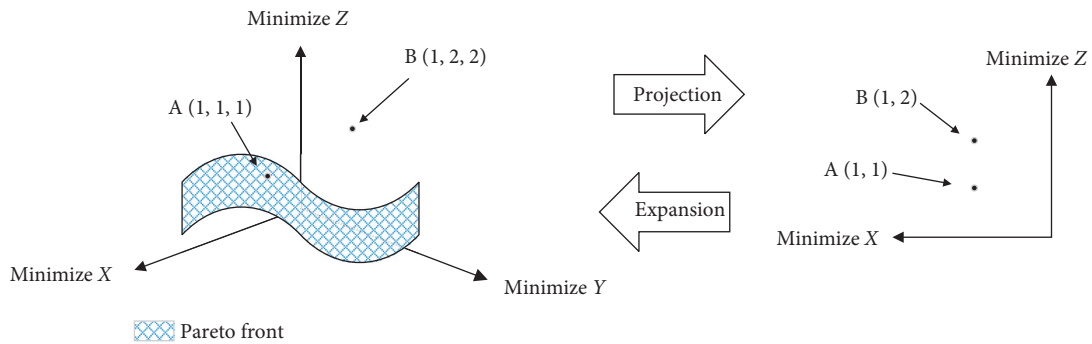 Minimize Z
B (1, 2, 2)
A (1, 1, 1)
Minimize X
Minimize Y
Pareto front
Projection
Expansion
Minimize Z
B (1, 2)
A (1, 1)
Minimize X